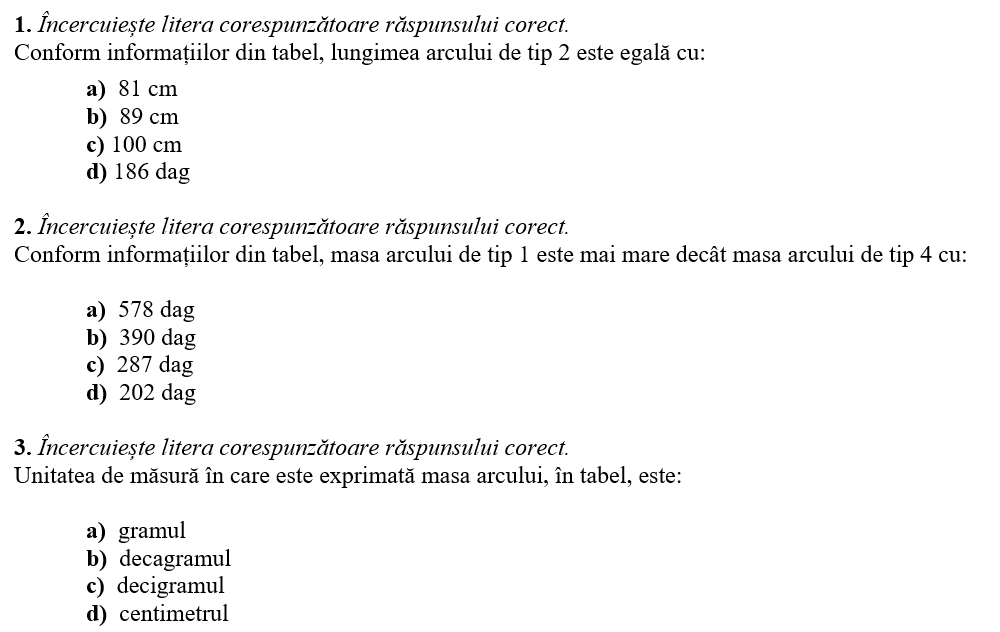 1. Încercuiește litera corespunzătoare răspunsului corect.
Conform informațiilor din tabel, lungimea arcului de tip 2 este egală cu:
a) 81 cm
b) 89 cm
c) 100 cm
d) 186 dag
2. Încercuiește litera corespunzătoare răspunsului corect.
Conform informațiilor din tabel, masa arcului de tip 1 este mai mare decât masa arcului de tip 4 cu:
a) 578 dag
b) 390 dag
c) 287 dag
d) 202 dag
3. Încercuiește litera corespunzătoare răspunsului corect.
Unitatea de măsură în care este exprimată masa arcului, în tabel, este:
a) gramul
b) decagramul
c) decigramul
d) centimetrul